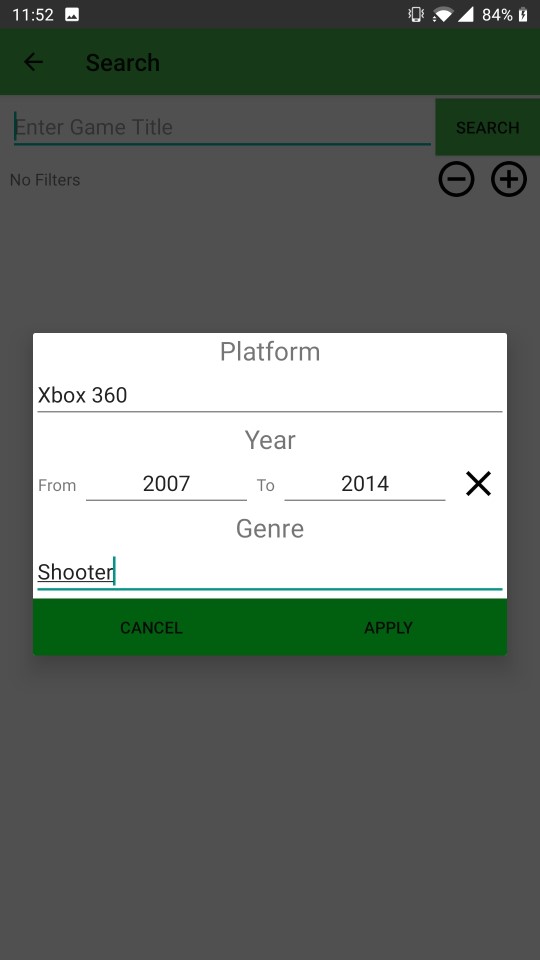 11:52 84%
Search
Enter Game Title SEARCH
No Filters
Platform
Xbox 360
Year
From 2007 To 2014
Genre
Shooter
CANCEL APPLY